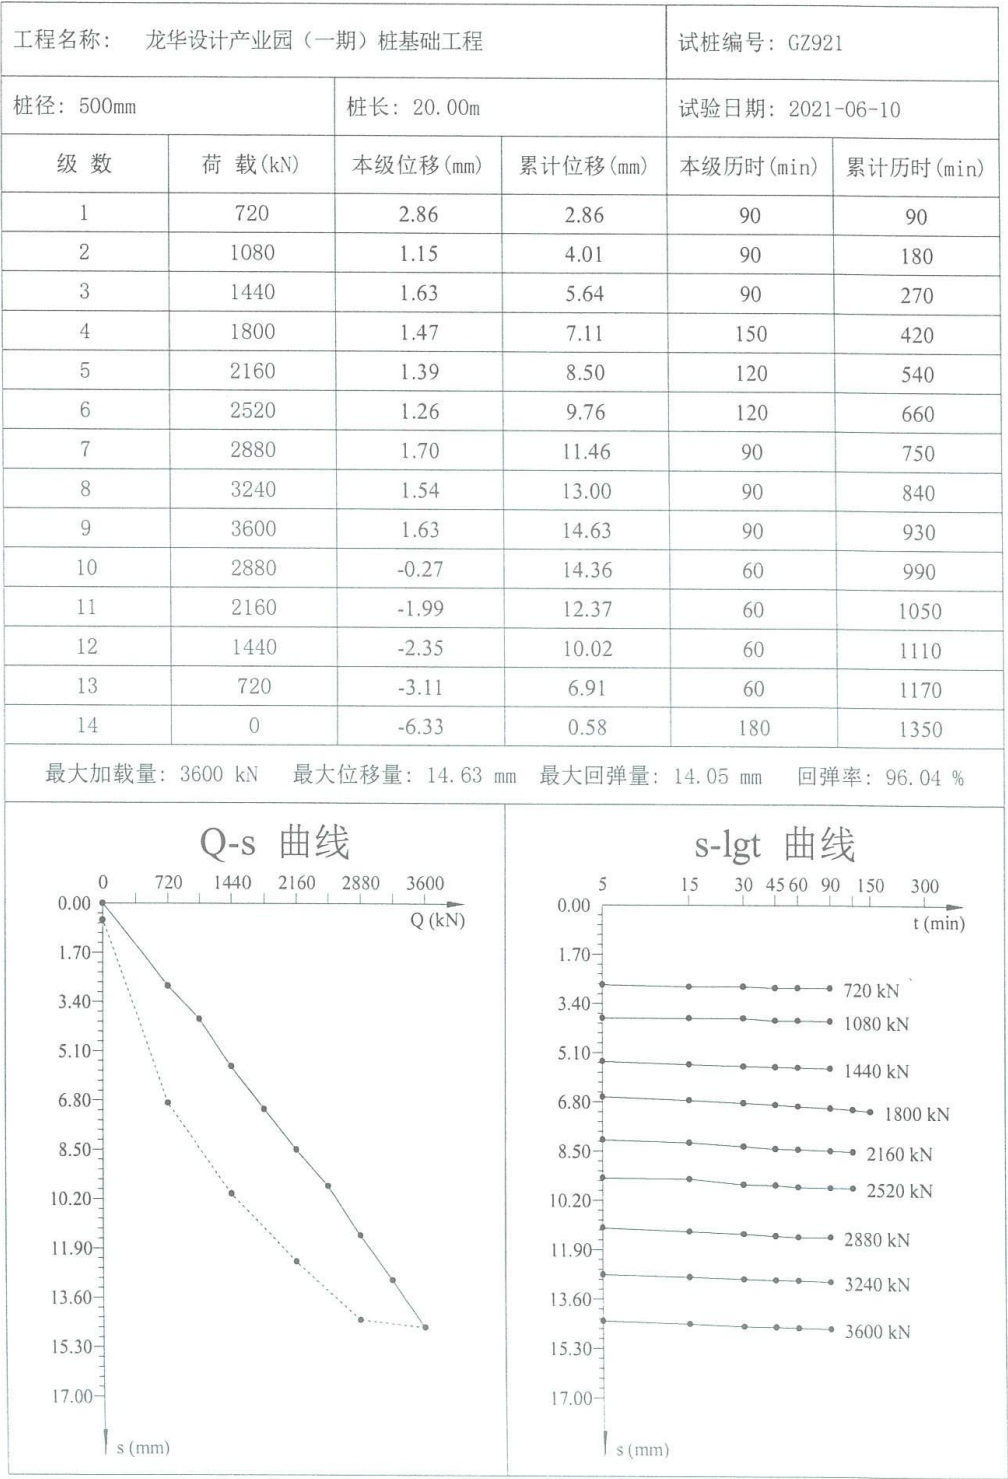 工程名称: 龙华设计产业园（一期）桩基础工程 试桩编号: GZ921
桩径: 500mm 桩长: 20.00m 试验日期: 2021-06-10
级 数 荷 载(kN) 本级位移(mm) 累计位移(mm) 本级历时(min) 累计历时(min)
1 720 2.86 2.86 90 90
2 1080 1.15 4.01 90 180
3 1440 1.63 5.64 90 270
4 1800 1.47 7.11 150 420
5 2160 1.39 8.50 120 540
6 2520 1.26 9.76 120 660
7 2880 1.70 11.46 90 750
8 3240 1.54 13.00 90 840
9 3600 1.63 14.63 90 930
10 2880 -0.27 14.36 60 990
11 2160 -1.99 12.37 60 1050
12 1440 -2.35 10.02 60 1110
13 720 -3.11 6.91 60 1170
14 0 -6.33 0.58 180 1350
最大加载量: 3600 kN 最大位移量: 14.63 mm 最大回弹量: 14.05 mm 回弹率: 96.04 %
Q-s 曲线
0 720 1440 2160 2880 3600
Q (kN)
0.00
1.70
3.40
5.10
6.80
8.50
10.20
11.90
13.60
15.30
17.00
s (mm)
s-lgt 曲线
5 15 30 45 60 90 150 300
t (min)
0.00
1.70
3.40
5.10
6.80
8.50
10.20
11.90
13.60
15.30
17.00
720 kN
1080 kN
1440 kN
1800 kN
2160 kN
2520 kN
2880 kN
3240 kN
3600 kN
s (mm)